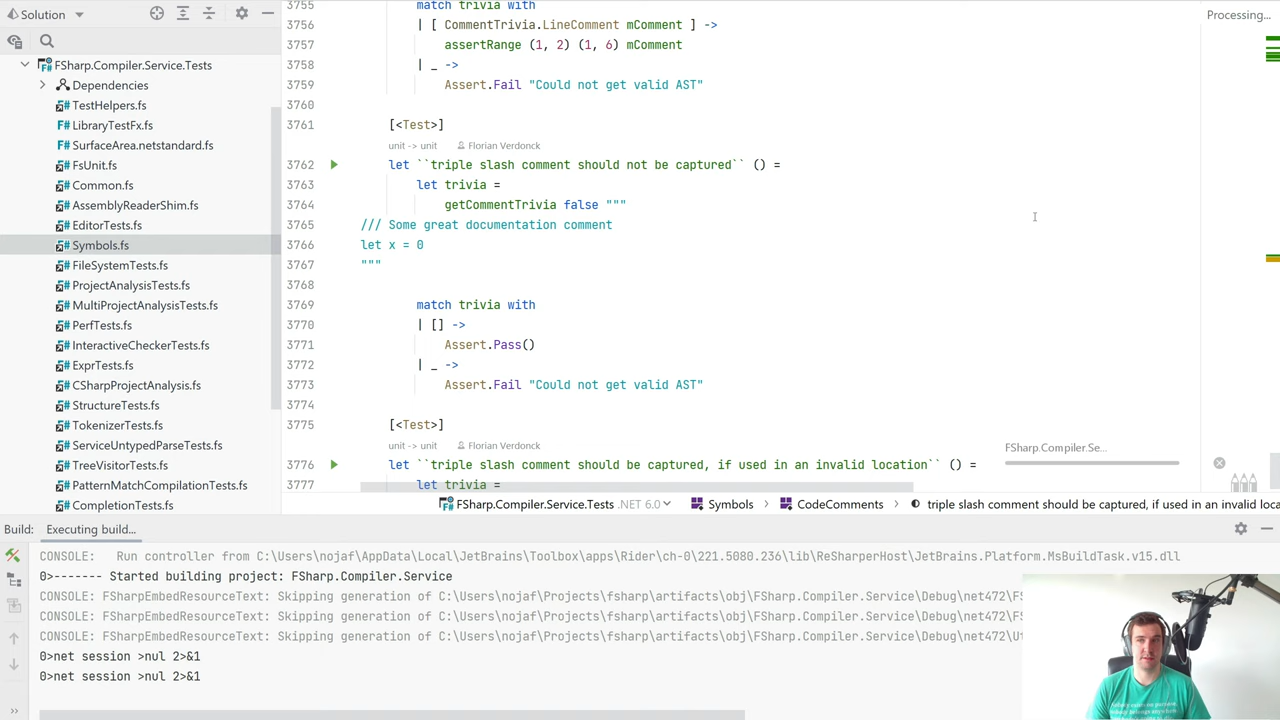 Solution
Processing...
FSharp.Compiler.Service.Tests
Dependencies
TestHelpers.fs
LibraryTestFx.fs
SurfaceArea.netstandard.fs
FsUnit.fs
Common.fs
AssemblyReaderShim.fs
EditorTests.fs
Symbols.fs
FileSystemTests.fs
ProjectAnalysisTests.fs
MultiProjectAnalysisTests.fs
PerfTests.fs
InteractiveCheckerTests.fs
ExprTests.fs
CSharpProjectAnalysis.fs
StructureTests.fs
TokenizerTests.fs
ServiceUntypedParseTests.fs
TreeVisitorTests.fs
PatternMatchCompilationTests.fs
CompletionTests.fs
3755 match trivia with
3756 | [ CommentTrivia.LineComment mComment ] ->
3757 assertRange (1, 2) (1, 6) mComment
3758 | _ ->
3759 Assert.Fail "Could not get valid AST"
3760
3761 [<Test>]
unit -> unit Florian Verdonck
3762 let ``triple slash comment should not be captured`` () =
3763 let trivia =
3764 getCommentTrivia false """
3765 /// Some great documentation comment
3766 let x = 0
3767 """
3768
3769 match trivia with
3770 | [] ->
3771 Assert.Pass()
3772 | _ ->
3773 Assert.Fail "Could not get valid AST"
3774
3775 [<Test>]
unit -> unit Florian Verdonck
3776 let ``triple slash comment should be captured, if used in an invalid location`` () =
3777 let trivia =
FSharp.Compiler.Se...
FSharp.Compiler.Service.Tests .NET 6.0 Symbols CodeComments triple slash comment should be captured, if used in an invalid loca
Build: Executing build...
CONSOLE: Run controller from C:\Users\nojaf\AppData\Local\JetBrains\Toolbox\apps\Rider\ch-0\221.5080.236\lib\ReSharperHost\JetBrains.Platform.MsBuildTask.v15.dll
0>------- Started building project: FSharp.Compiler.Service
CONSOLE: FSharpEmbedResourceText: Skipping generation of C:\Users\nojaf\Projects\fsharp\artifacts\obj\FSharp.Compiler.Service\Debug\net472\FS
CONSOLE: FSharpEmbedResourceText: Skipping generation of C:\Users\nojaf\Projects\fsharp\artifacts\obj\FSharp.Compiler.Service\Debug\net472\FS
CONSOLE: FSharpEmbedResourceText: Skipping generation of C:\Users\nojaf\Projects\fsharp\artifacts\obj\FSharp.Compiler.Service\Debug\net472\Ut
0>net session >nul 2>&1
0>net session >nul 2>&1